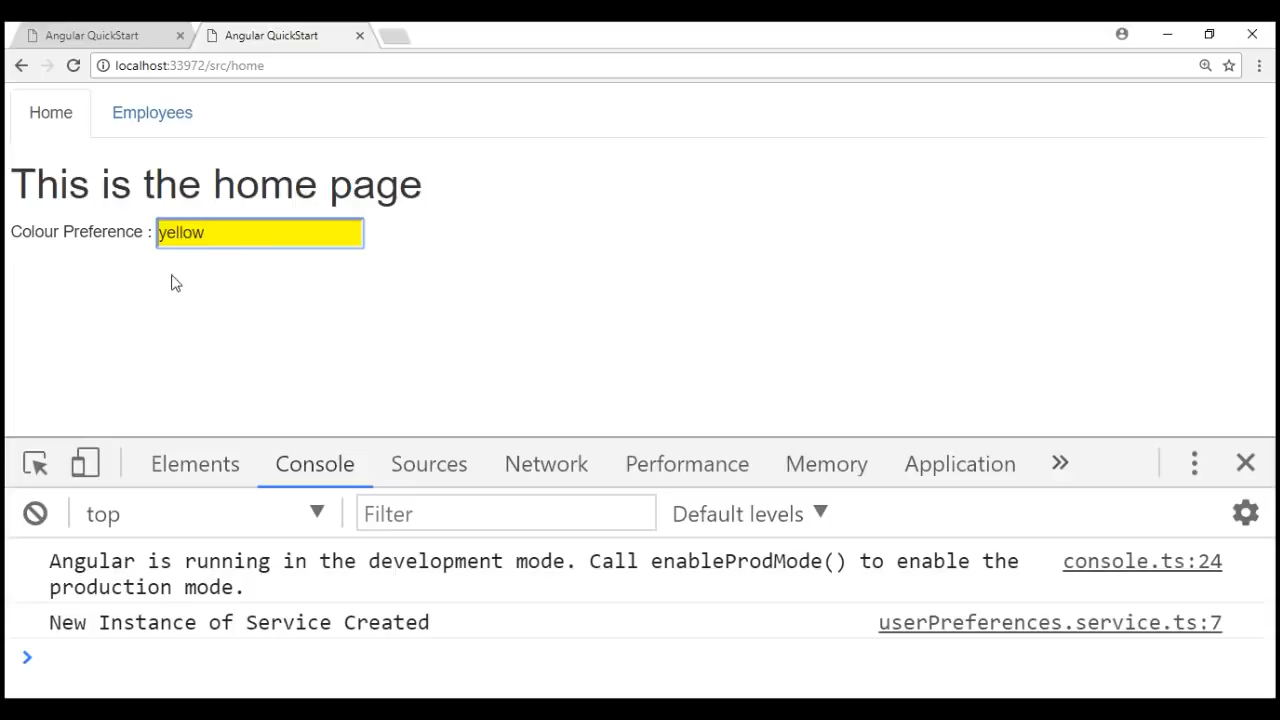 Angular QuickStart
Angular QuickStart
localhost:33972/src/home
Home
Employees
This is the home page
Colour Preference : yellow
Elements Console Sources Network Performance Memory Application »
top Filter Default levels
Angular is running in the development mode. Call enableProdMode() to enable the console.ts:24
production mode.
New Instance of Service Created userPreferences.service.ts:7